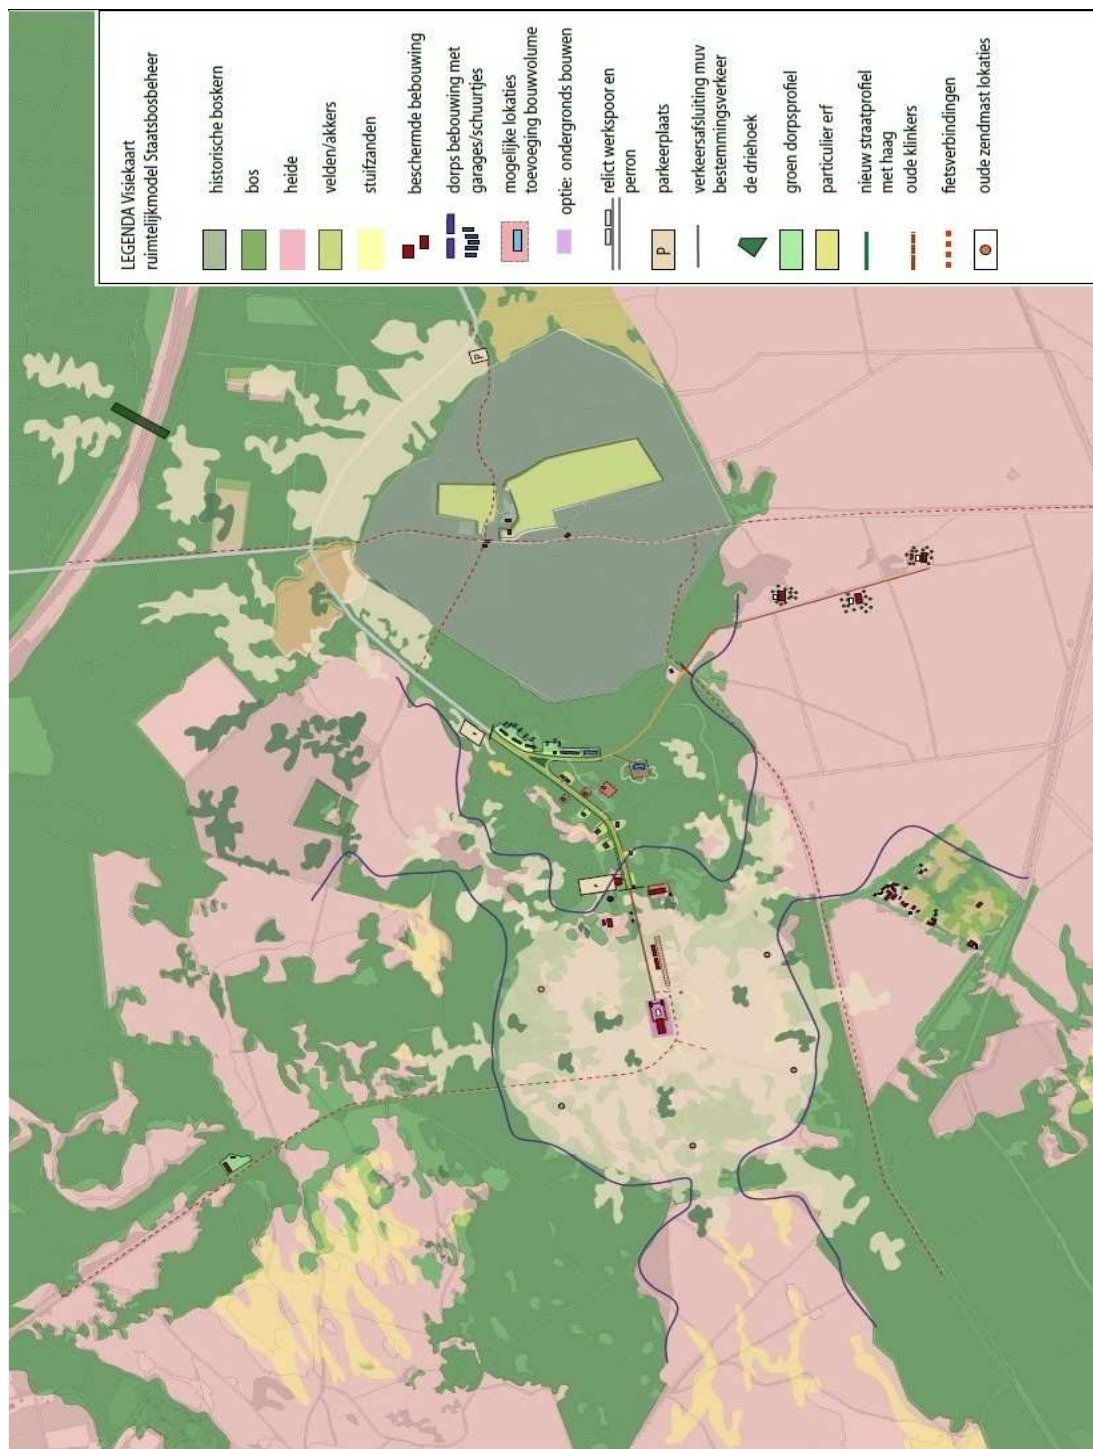 LEGENDA Visiekaart
ruimtelijkmodel Staatsbosbeheer
historische boskern
bos
heide
velden/akkers
stuifzanden
beschermde bebouwing
dorps bebouwing met
garages/schuurtjes
mogelijke lokaties
toevoeging bouwvolume
optie: ondergronds bouwen
relict werkspoor en
perron
P
parkeerplaats
verkeersafsluiting muv
bestemmingsverkeer
de driehoek
groen dorpsprofiel
particulier erf
nieuw straatprofiel
met haag
oude klinkers
fietsverbindingen
oude zendmast lokaties
P